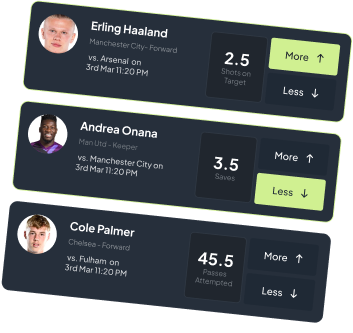 Erling Haaland
Manchester City - Forward
vs. Arsenal on
3rd Mar 11:20 PM
2.5
Shots on
Target
More ↑
Less ↓
Andrea Onana
Man Utd - Keeper
vs. Manchester City on
3rd Mar 11:20 PM
3.5
Saves
More ↑
Less ↓
Cole Palmer
Chelsea - Forward
vs. Fulham on
3rd Mar 11:20 PM
45.5
Passes
Attempted
More ↑
Less ↓